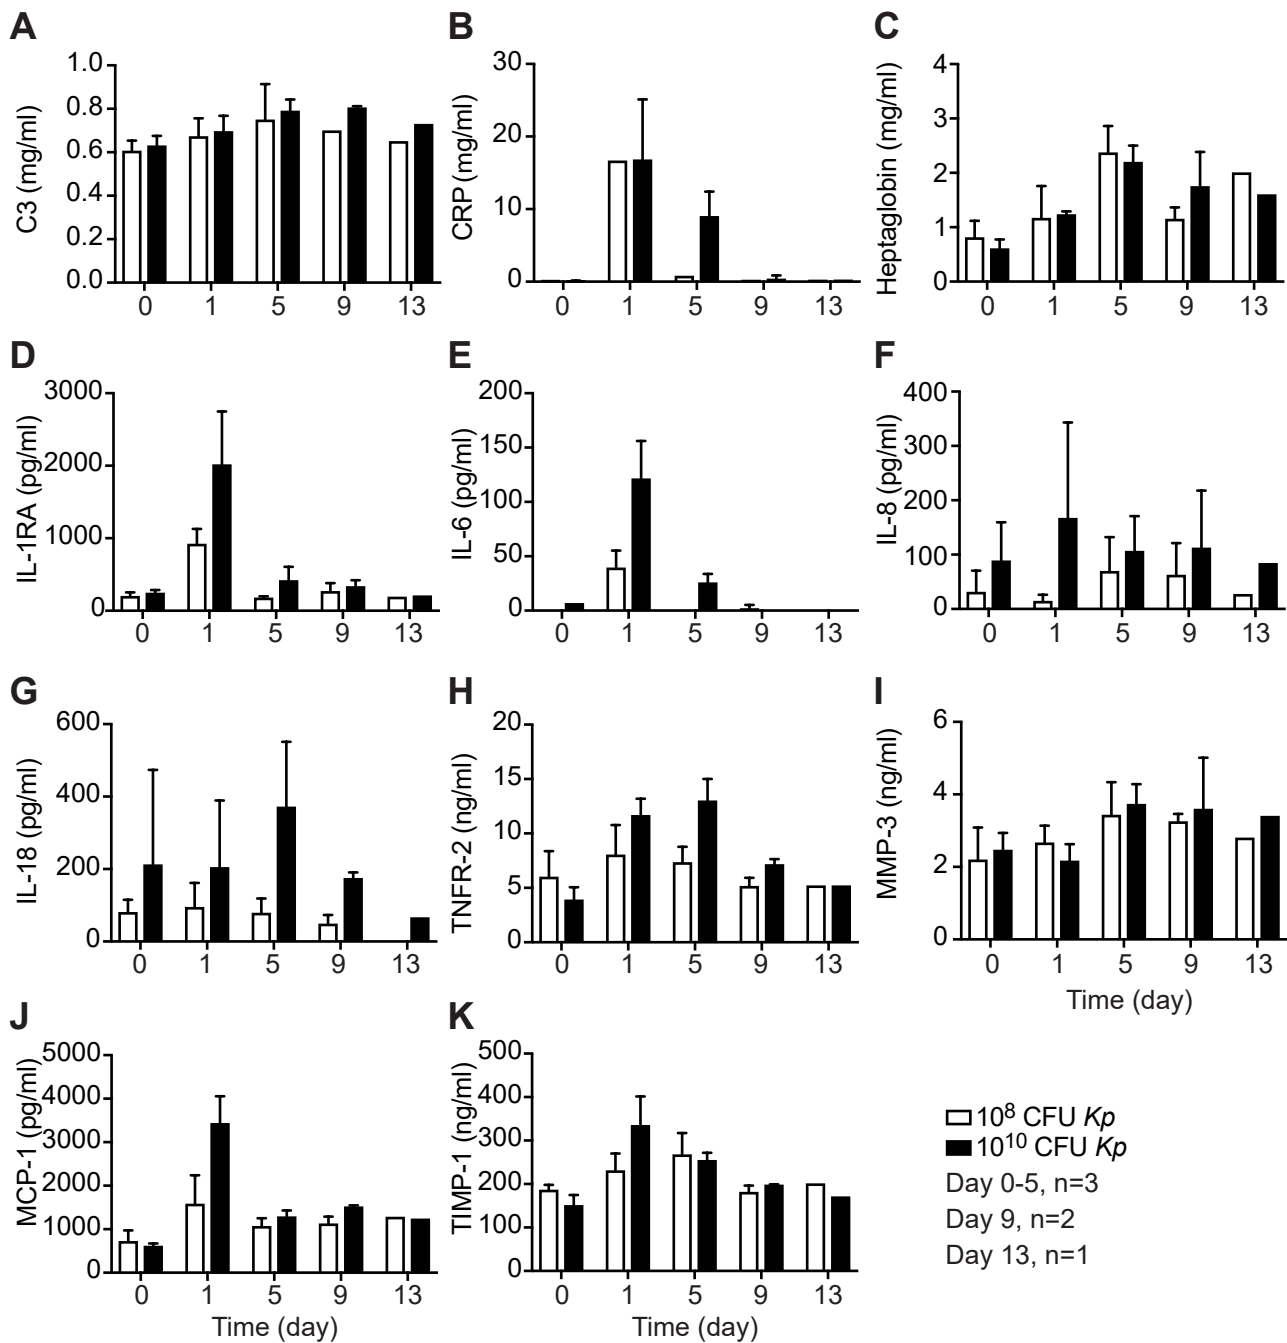 A
C3 (mg/ml)
1.0
0.8
0.6
0.4
0.2
0.0
0 1 5 9 13
B
CRP (mg/ml)
30
20
10
0
0 1 5 9 13
C
Heptaglobin (mg/ml)
4
3
2
1
0
0 1 5 9 13
D
IL-1RA (pg/ml)
3000
2000
1000
0
0 1 5 9 13
E
IL-6 (pg/ml)
200
150
100
50
0
0 1 5 9 13
F
IL-8 (pg/ml)
400
300
200
100
0
0 1 5 9 13
G
IL-18 (pg/ml)
600
400
200
0
0 1 5 9 13
H
TNFR-2 (ng/ml)
20
15
10
5
0
0 1 5 9 13
I
MMP-3 (ng/ml)
6
4
2
0
0 1 5 9 13
Time (day)
J
MCP-1 (pg/ml)
5000
4000
3000
2000
1000
0
0 1 5 9 13
Time (day)
K
TIMP-1 (ng/ml)
500
400
300
200
100
0
0 1 5 9 13
Time (day)
10⁸ CFU Kp
10¹⁰ CFU Kp
Day 0-5, n=3
Day 9, n=2
Day 13, n=1